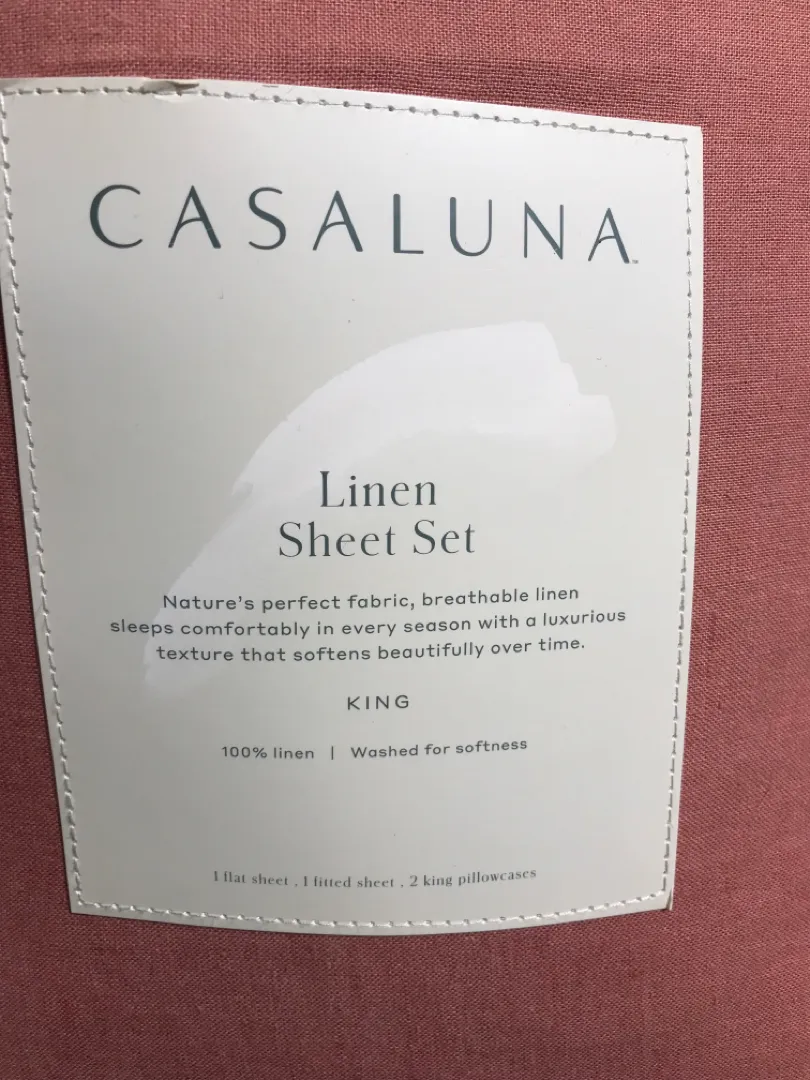 CASALUNA™
Linen
Sheet Set
Nature's perfect fabric, breathable linen
sleeps comfortably in every season with a luxurious
texture that softens beautifully over time.
KING
100% linen | Washed for softness
1 flat sheet . 1 fitted sheet . 2 king pillowcases